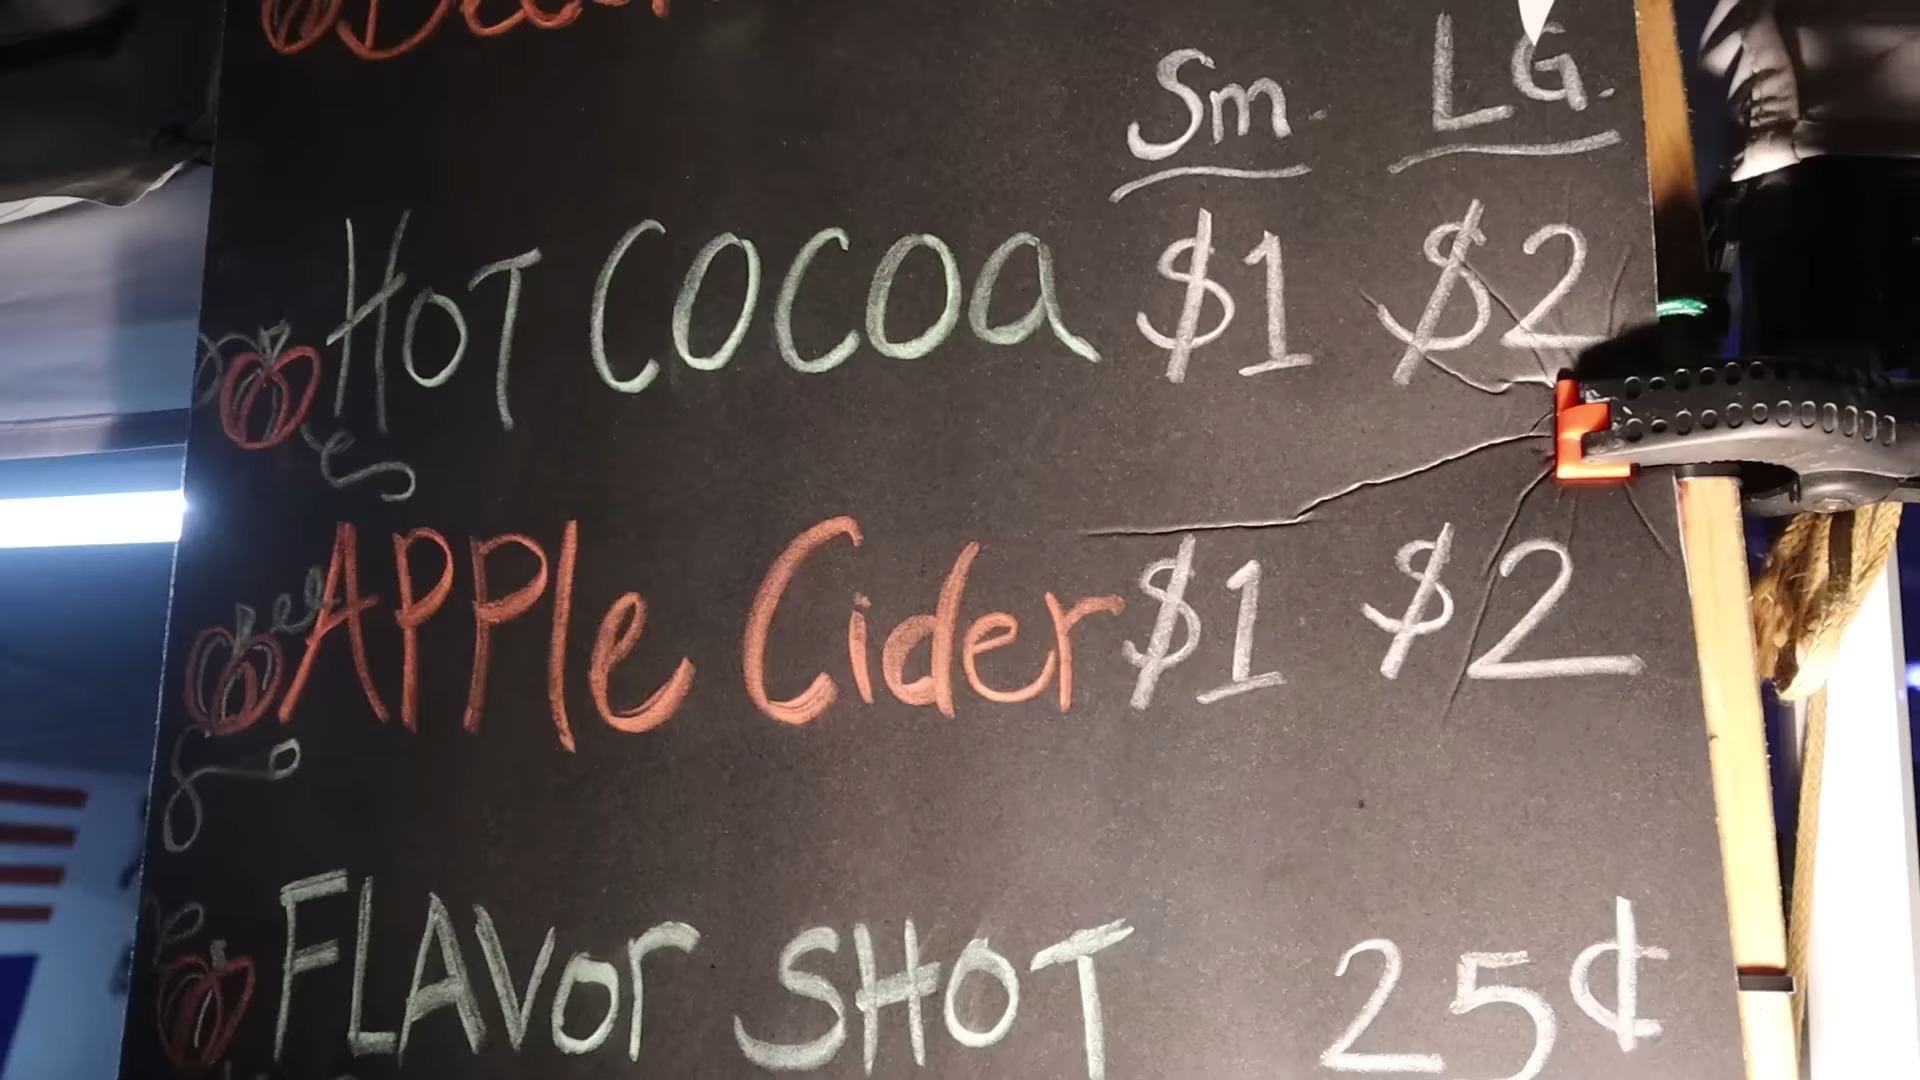 Sm. LG.
HOT COCOA $1 $2
APPle Cider $1 $2
FLAVor SHOT 25¢